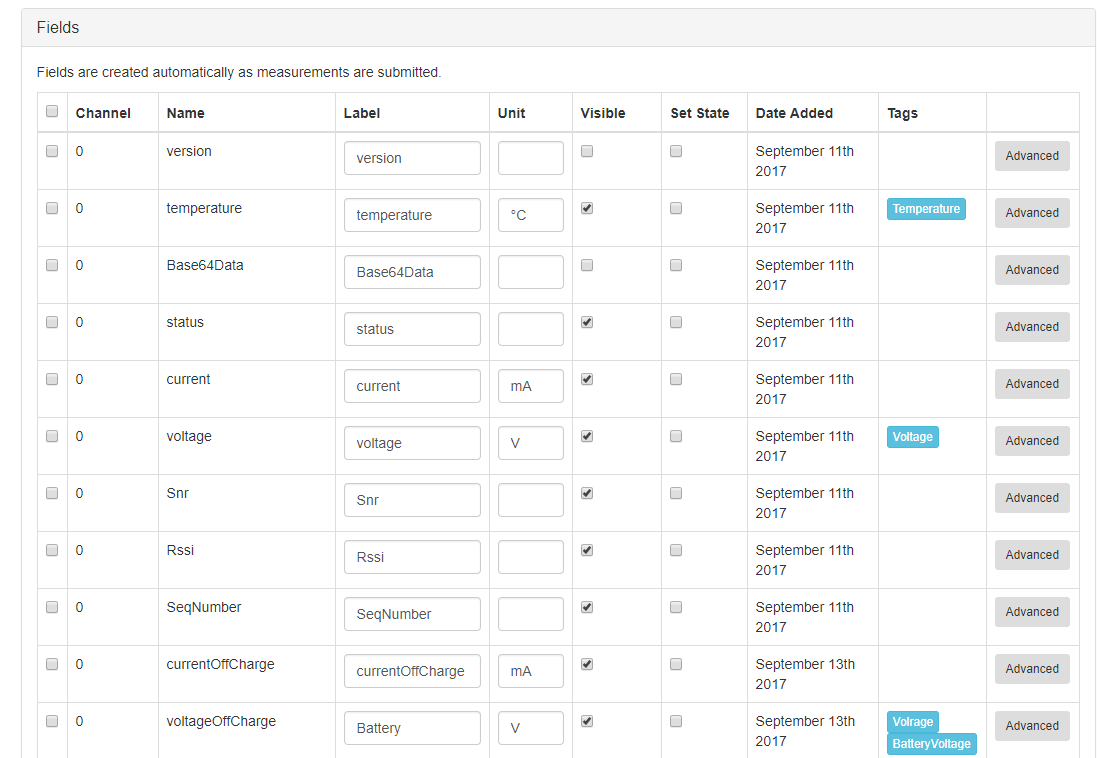 Fields
Fields are created automatically as measurements are submitted.
Channel Name Label Unit Visible Set State Date Added Tags
0 version version September 11th 2017 Advanced
0 temperature temperature °C September 11th 2017 Temperature Advanced
0 Base64Data Base64Data September 11th 2017 Advanced
0 status status September 11th 2017 Advanced
0 current current mA September 11th 2017 Advanced
0 voltage voltage V September 11th 2017 Voltage Advanced
0 Snr Snr September 11th 2017 Advanced
0 Rssi Rssi September 11th 2017 Advanced
0 SeqNumber SeqNumber September 11th 2017 Advanced
0 currentOffCharge currentOffCharge mA September 13th 2017 Advanced
0 voltageOffCharge Battery V September 13th 2017 Volrage BatteryVoltage Advanced